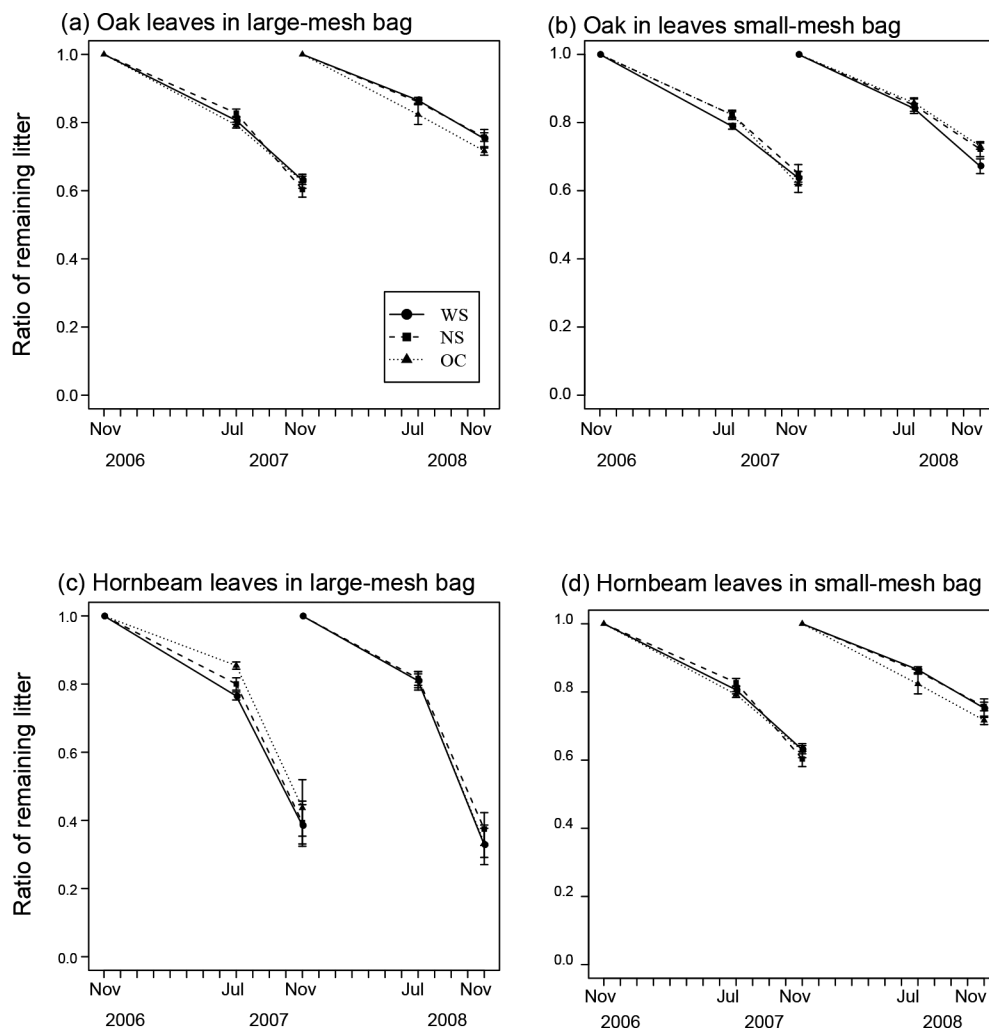 (a) Oak leaves in large-mesh bag
Ratio of remaining litter
1.0
0.8
0.6
0.4
0.2
0.0
WS
NS
OC
Nov Jul Nov Jul Nov
2006 2007 2008
(b) Oak in leaves small-mesh bag
1.0
0.8
0.6
0.4
0.2
0.0
Nov Jul Nov Jul Nov
2006 2007 2008
(c) Hornbeam leaves in large-mesh bag
Ratio of remaining litter
1.0
0.8
0.6
0.4
0.2
0.0
Nov Jul Nov Jul Nov
2006 2007 2008
(d) Hornbeam leaves in small-mesh bag
1.0
0.8
0.6
0.4
0.2
0.0
Nov Jul Nov Jul Nov
2006 2007 2008